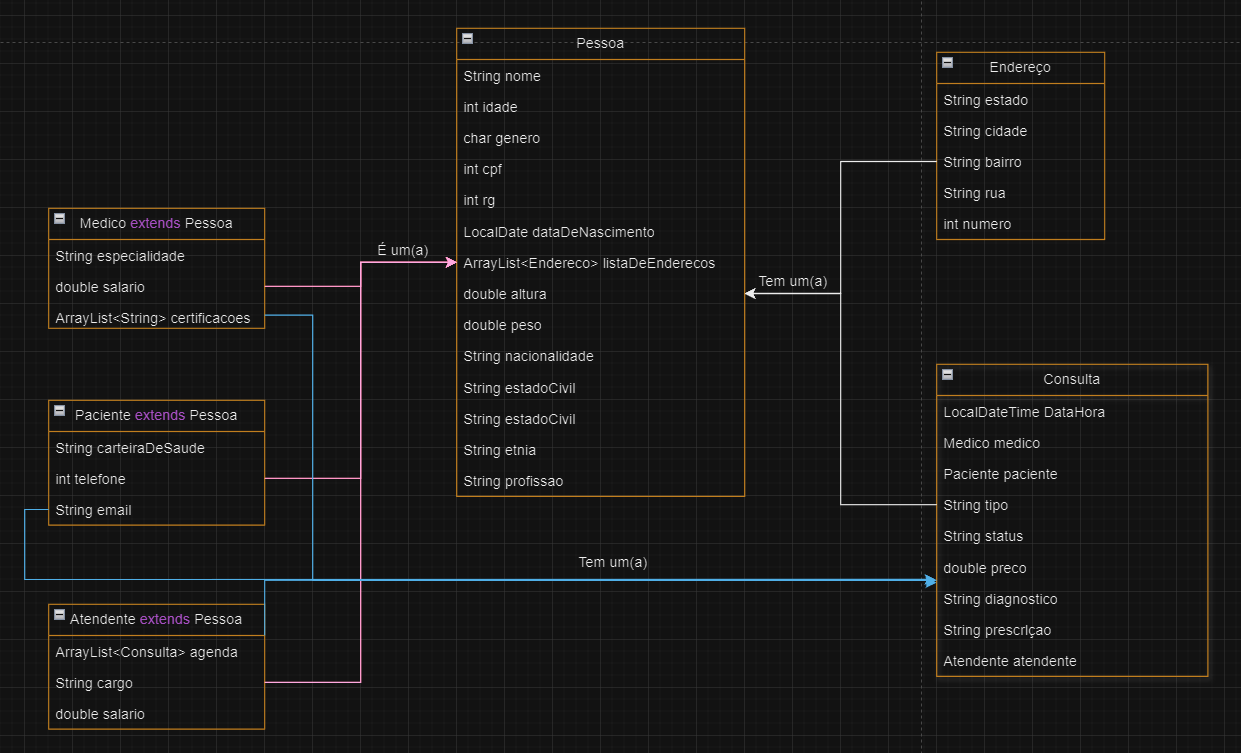 Pessoa
String nome
int idade
char genero
int cpf
int rg
LocalDate dataDeNascimento
ArrayList<Endereco> listaDeEnderecos
double altura
double peso
String nacionalidade
String estadoCivil
String estadoCivil
String etnia
String profissao
Endereço
String estado
String cidade
String bairro
String rua
int numero
Medico extends Pessoa
String especialidade
double salario
ArrayList<String> certificacoes
É um(a)
Tem um(a)
Paciente extends Pessoa
String carteiraDeSaude
int telefone
String email
Consulta
LocalDateTime DataHora
Medico medico
Paciente paciente
String tipo
String status
double preco
String diagnostico
String prescrIçao
Atendente atendente
Tem um(a)
Atendente extends Pessoa
ArrayList<Consulta> agenda
String cargo
double salario